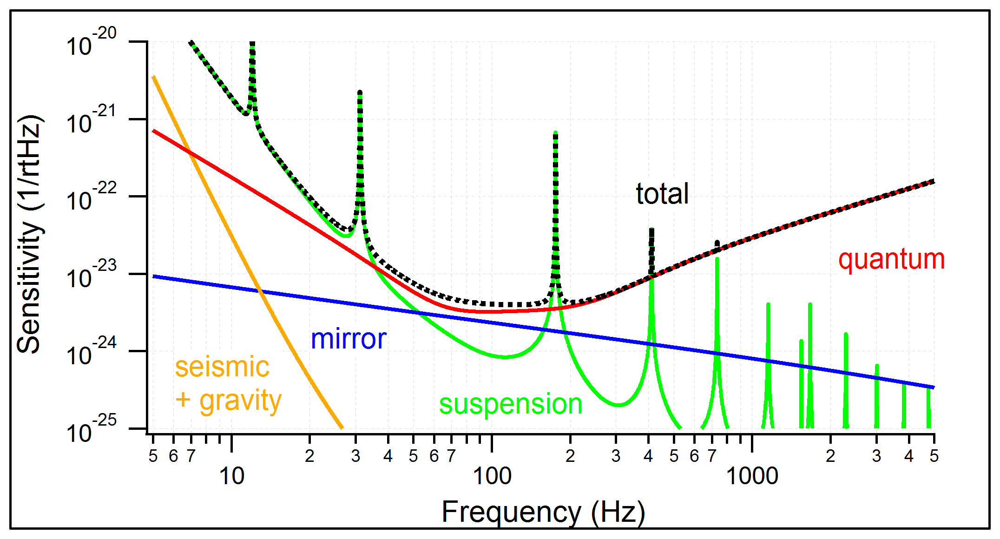 10-20
10-21
10-22
10-23
10-24
10-25
Sensitivity (1/rtHz)
total
quantum
mirror
seismic
+ gravity
suspension
5 6 7 2 3 4 5 6 7 2 3 4 5 6 7 2 3 4 5
10 100 1000
Frequency (Hz)